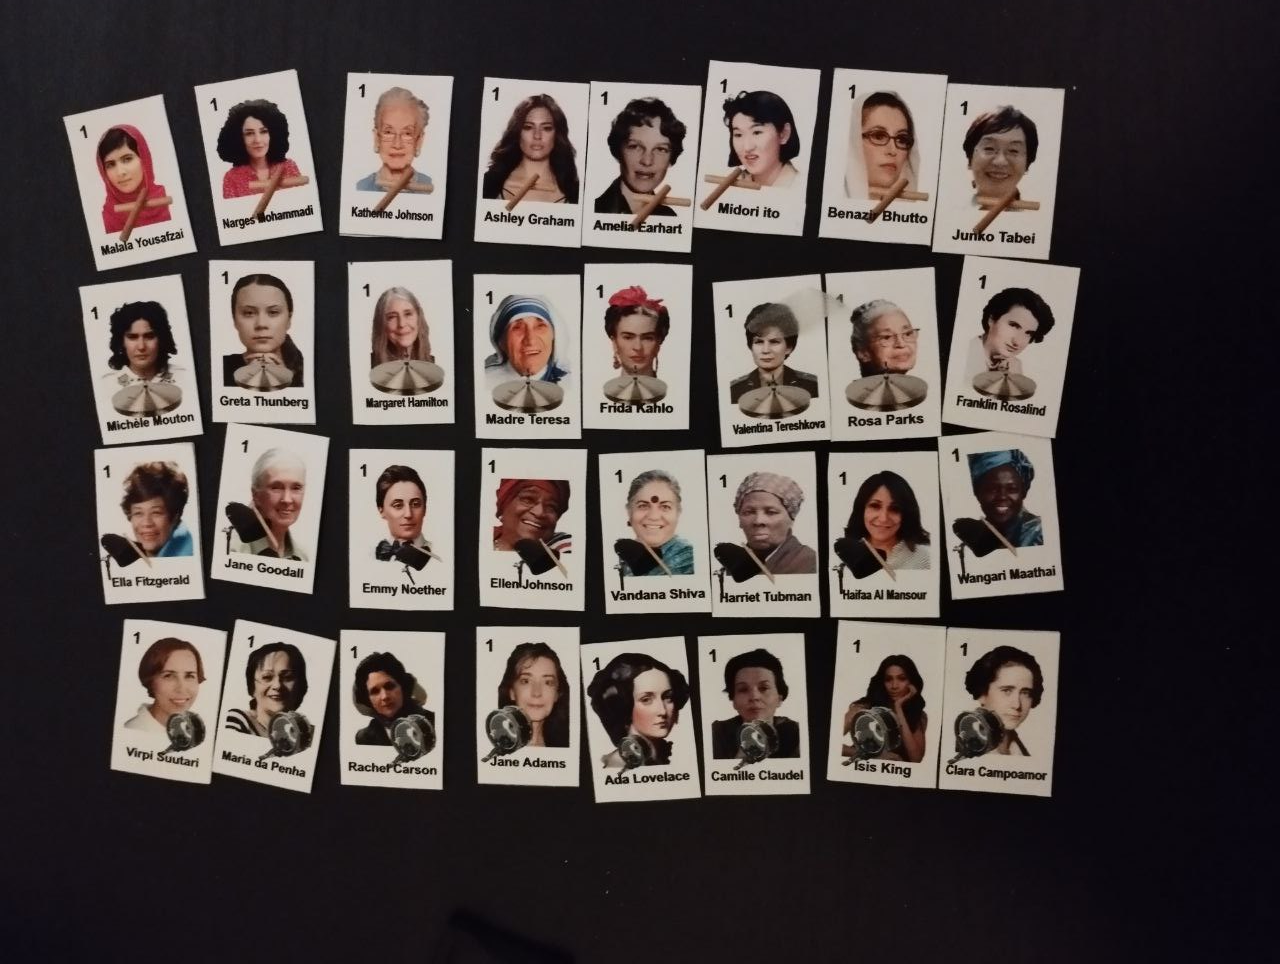 1
Malala Yousafzai
1
Narges Mohammadi
1
Katherine Johnson
1
Ashley Graham
1
Amelia Earhart
1
Midori ito
1
Benazir Bhutto
1
Junko Tabei
1
Michèle Mouton
1
Greta Thunberg
1
Margaret Hamilton
1
Madre Teresa
1
Frida Kahlo
1
Valentina Tereshkova
1
Rosa Parks
1
Franklin Rosalind
1
Ella Fitzgerald
1
Jane Goodall
1
Emmy Noether
1
Ellen Johnson
1
Vandana Shiva
1
Harriet Tubman
1
Haifaa Al Mansour
1
Wangari Maathai
1
Virpi Suutari
1
Maria da Penha
1
Rachel Carson
1
Jane Adams
1
Ada Lovelace
1
Camille Claudel
1
Isis King
1
Clara Campoamor